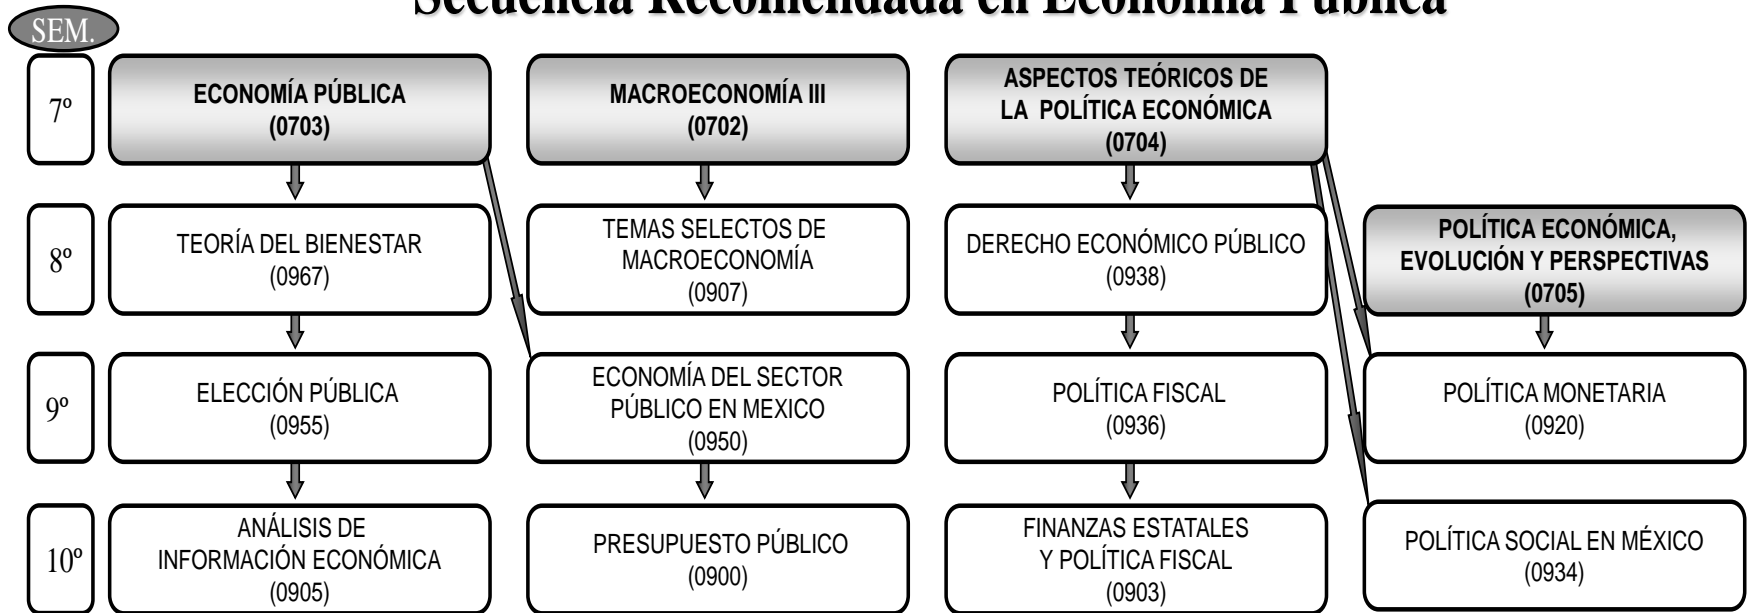 Secuencia Recomendada en Economía Pública
SEM.
7º
ECONOMÍA PÚBLICA
(0703)
MACROECONOMÍA III
(0702)
ASPECTOS TEÓRICOS DE
LA POLÍTICA ECONÓMICA
(0704)
8º
TEORÍA DEL BIENESTAR
(0967)
TEMAS SELECTOS DE
MACROECONOMÍA
(0907)
DERECHO ECONÓMICO PÚBLICO
(0938)
POLÍTICA ECONÓMICA,
EVOLUCIÓN Y PERSPECTIVAS
(0705)
9º
ELECCIÓN PÚBLICA
(0955)
ECONOMÍA DEL SECTOR
PÚBLICO EN MEXICO
(0950)
POLÍTICA FISCAL
(0936)
POLÍTICA MONETARIA
(0920)
10º
ANÁLISIS DE
INFORMACIÓN ECONÓMICA
(0905)
PRESUPUESTO PÚBLICO
(0900)
FINANZAS ESTATALES
Y POLÍTICA FISCAL
(0903)
POLÍTICA SOCIAL EN MÉXICO
(0934)